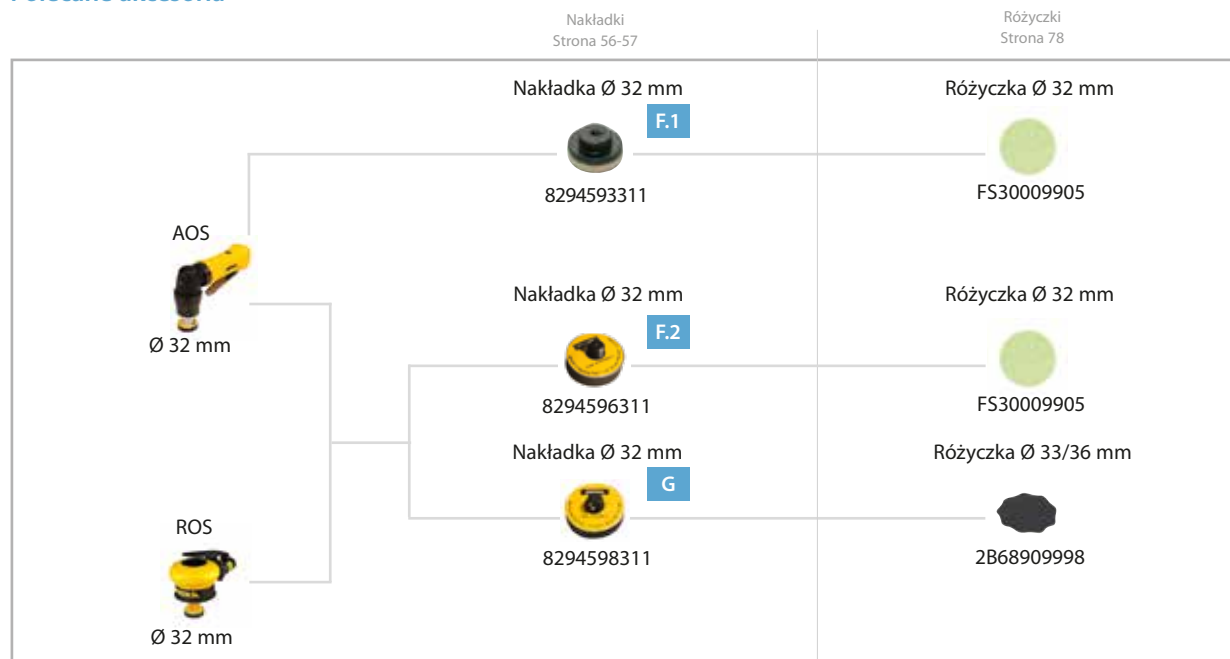 Polecane akcesoria
Nakładki
Strona 56-57
Różyczki
Strona 78
Nakładka Ø 32 mm
F.1
8294593311
Różyczka Ø 32 mm
FS30009905
AOS
Ø 32 mm
Nakładka Ø 32 mm
F.2
8294596311
Różyczka Ø 32 mm
FS30009905
Nakładka Ø 32 mm
G
8294598311
Różyczka Ø 33/36 mm
2B68909998
ROS
Ø 32 mm